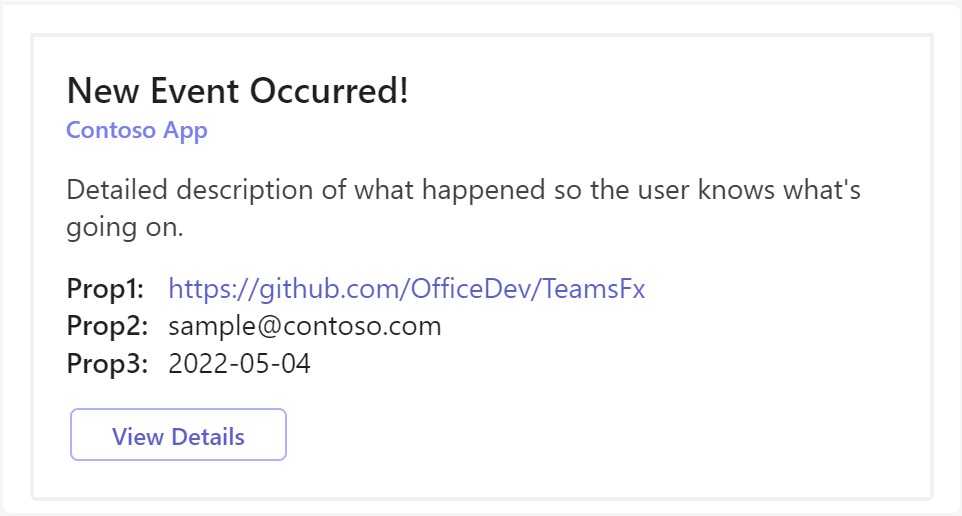 New Event Occurred!
Contoso App
Detailed description of what happened so the user knows what's
going on.
Prop1: https://github.com/OfficeDev/TeamsFx
Prop2: sample@contoso.com
Prop3: 2022-05-04
View Details